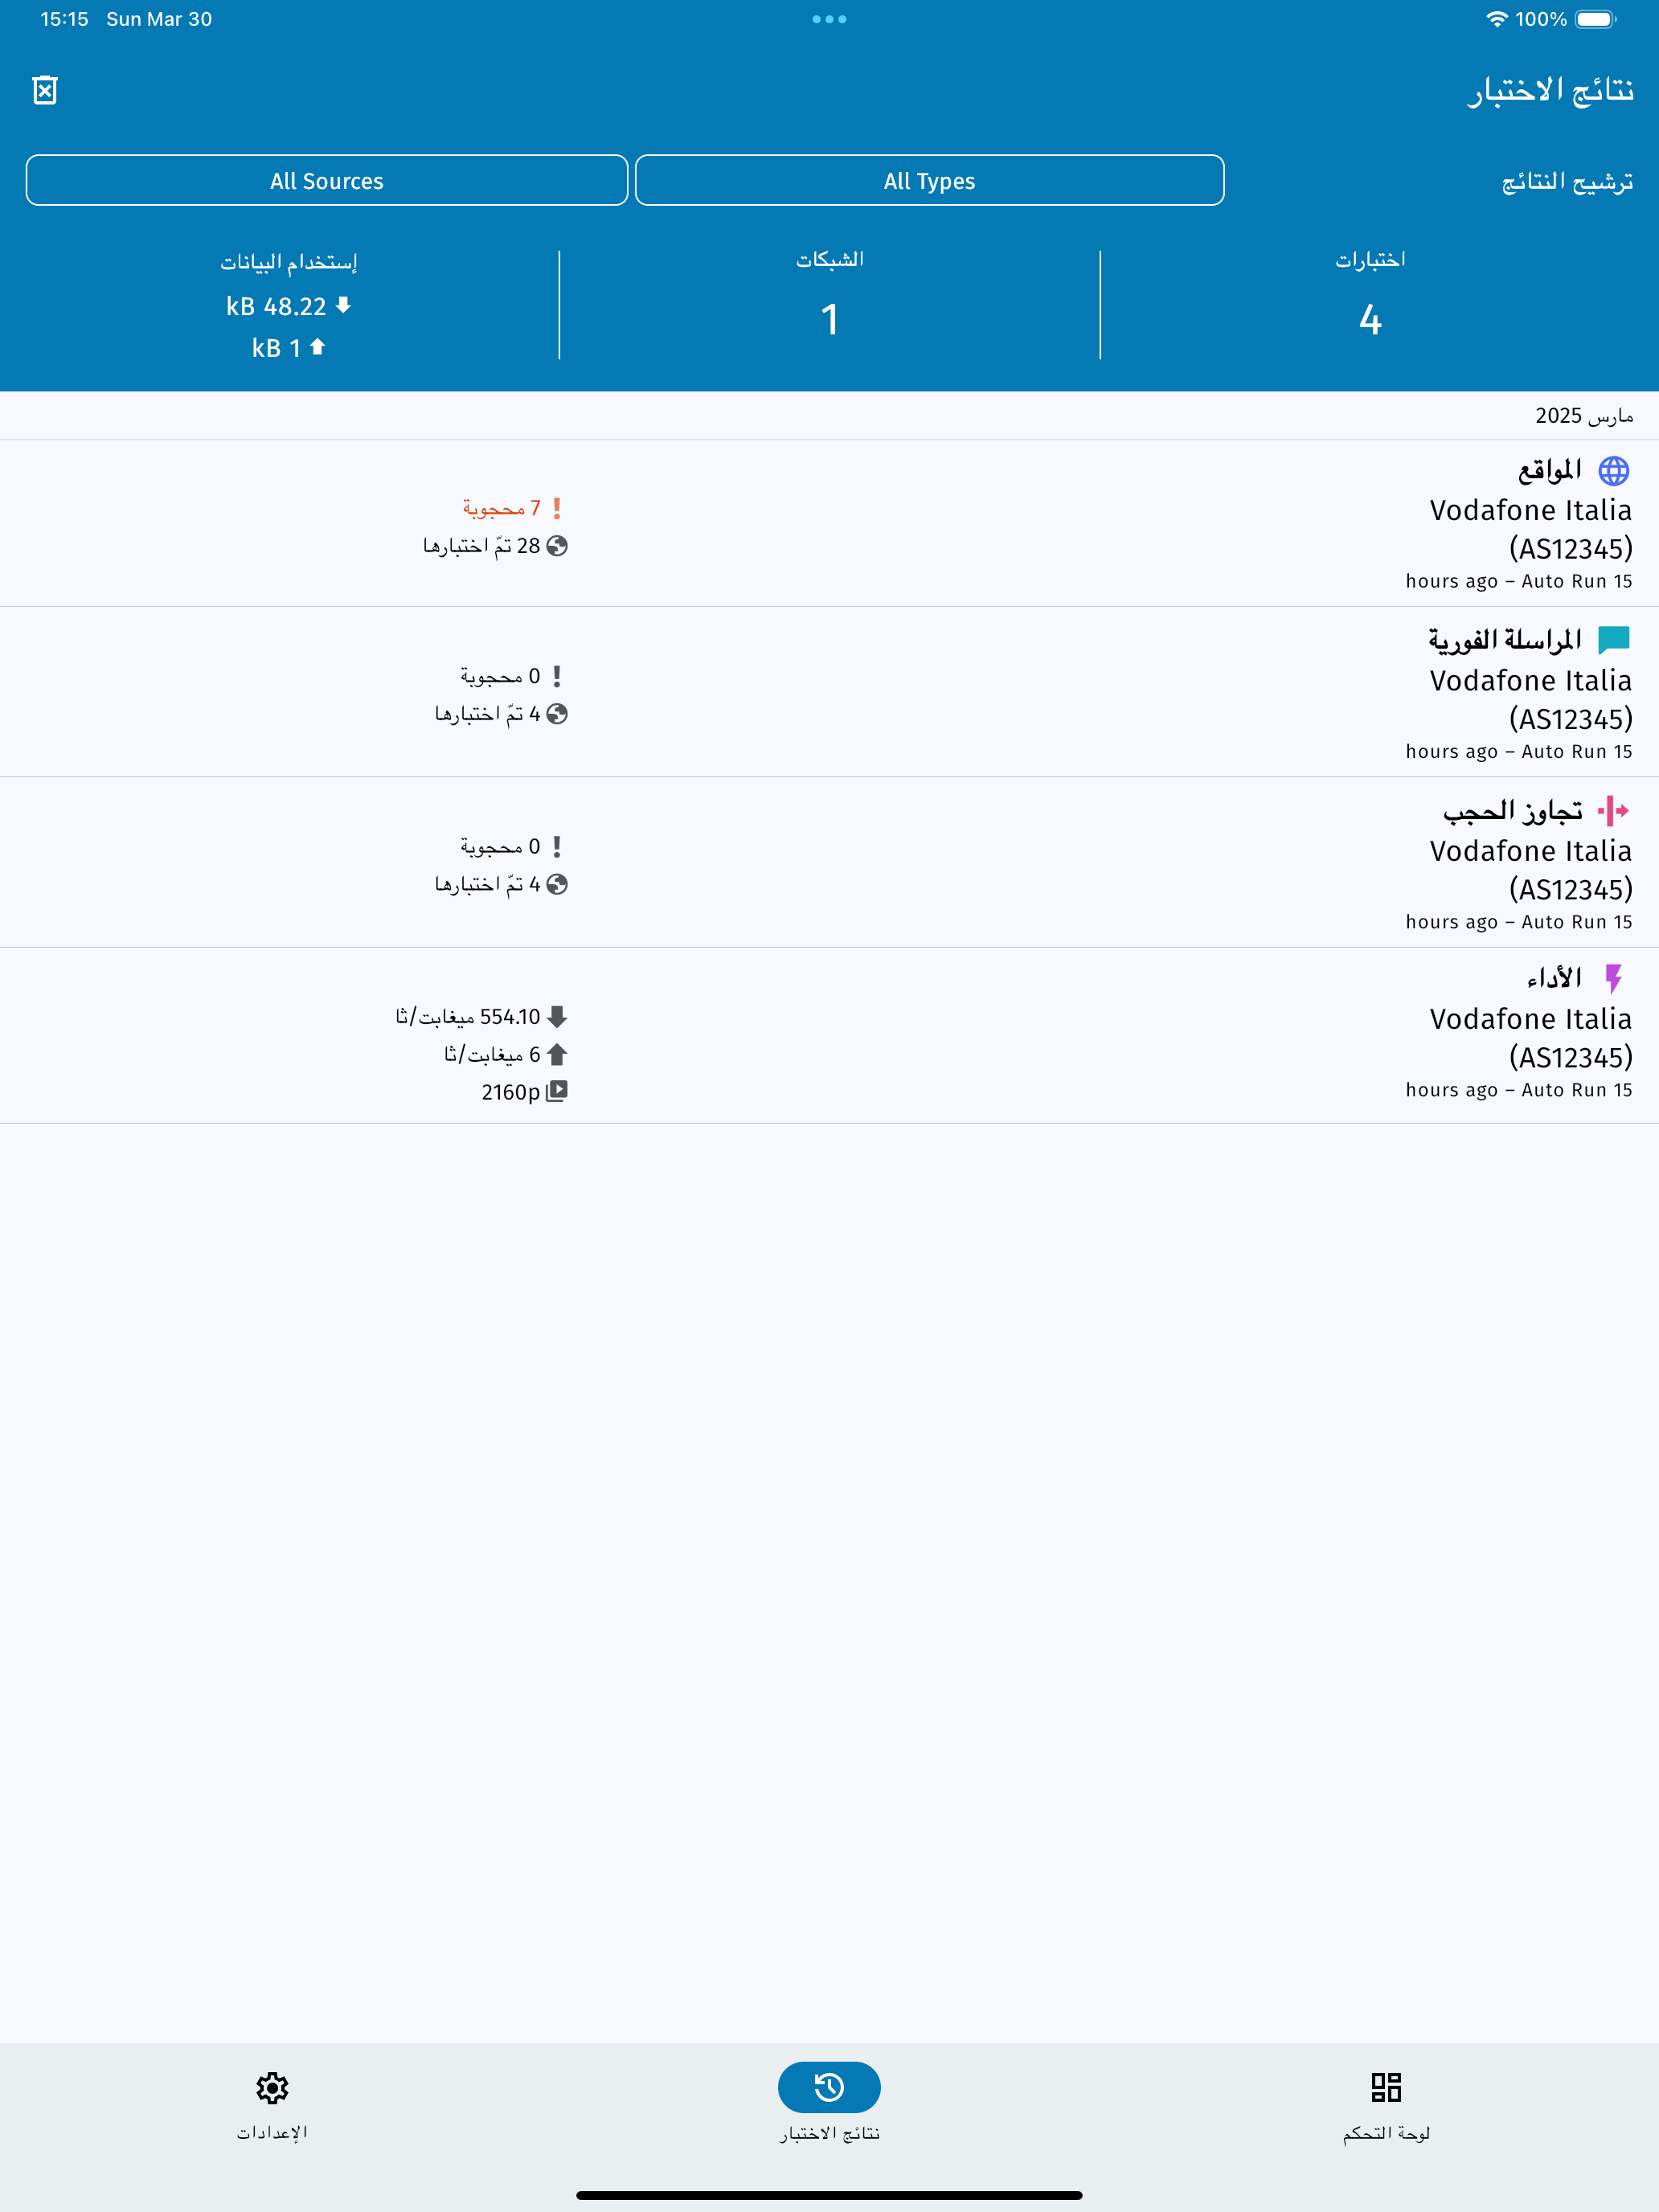 15:15 Sun Mar 30
100%
نتائج الاختبار
ترشيح النتائج
All Types
All Sources
اختبارات
4
الشبكات
1
إستخدام البيانات
48.22 kB
1 kB
مارس 2025
المواقع
Vodafone Italia
(AS12345)
15 hours ago – Auto Run
7 محجوبة
28 تمّ اختبارها
المراسلة الفورية
Vodafone Italia
(AS12345)
15 hours ago – Auto Run
0 محجوبة
4 تمّ اختبارها
تجاوز الحجب
Vodafone Italia
(AS12345)
15 hours ago – Auto Run
0 محجوبة
4 تمّ اختبارها
الأداء
Vodafone Italia
(AS12345)
15 hours ago – Auto Run
554.10 ميغابت/ثا
6 ميغابت/ثا
2160p
لوحة التحكم
نتائج الاختبار
الإعدادات